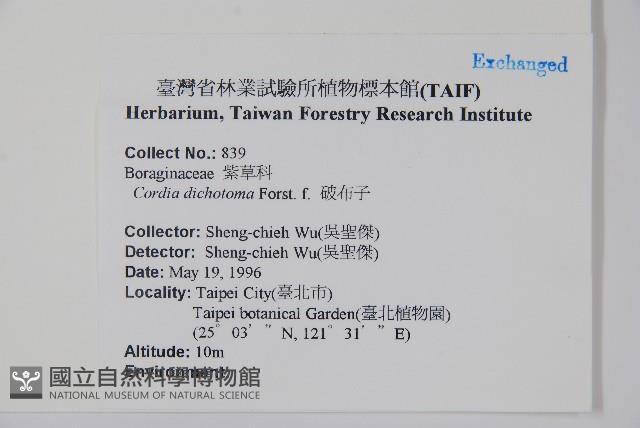 Exchanged
臺灣省林業試驗所植物標本館(TAIF)
Herbarium, Taiwan Forestry Research Institute
Collect No.: 839
Boraginaceae 紫草科
Cordia dichotoma Forst. f. 破布子
Collector: Sheng-chieh Wu(吳聖傑)
Detector: Sheng-chieh Wu(吳聖傑)
Date: May 19, 1996
Locality: Taipei City(臺北市)
Taipei botanical Garden(臺北植物園)
(25° 03' " N, 121° 31' " E)
Altitude: 10m
Environment:
國立自然科學博物館
NATIONAL MUSEUM OF NATURAL SCIENCE